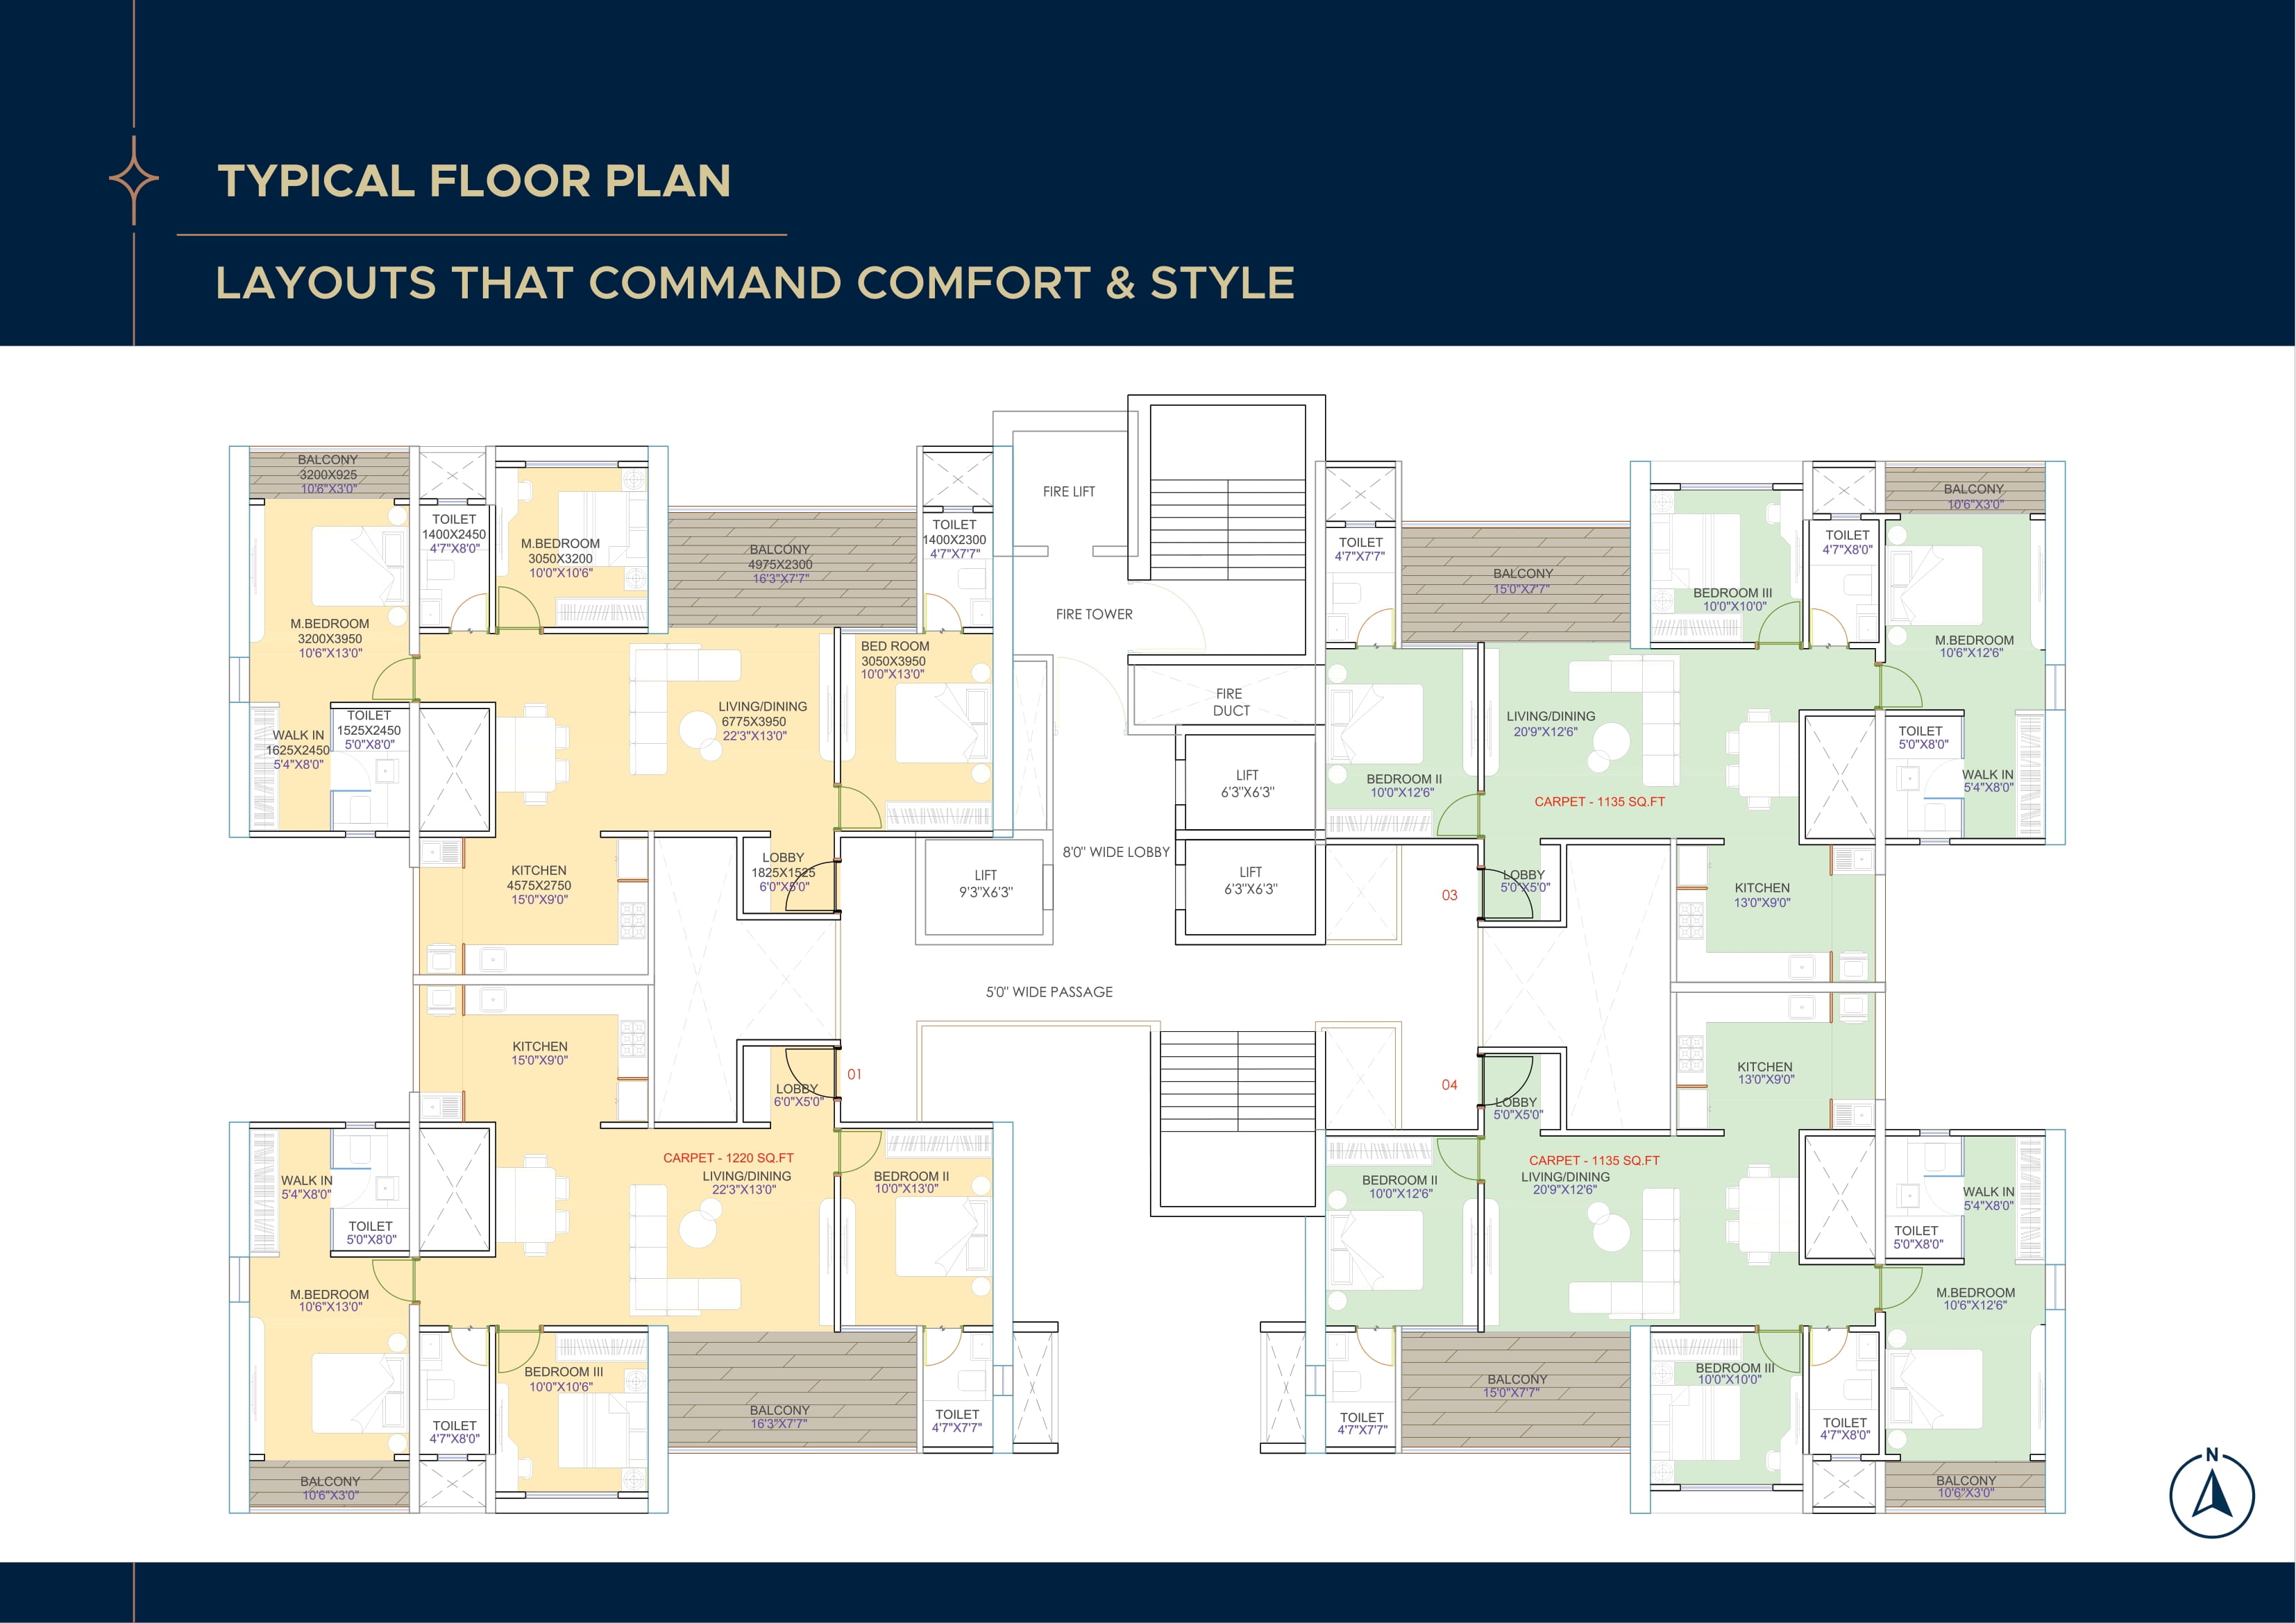 TYPICAL FLOOR PLAN
LAYOUTS THAT COMMAND COMFORT & STYLE
BALCONY
3200X925
10'6"X3'0"
TOILET
1400X2450
4'7"X8'0"
M.BEDROOM
3050X3200
10'0"X10'6"
BALCONY
4975X2300
16'3"X7'7"
TOILET
1400X2300
4'7"X7'7"
M.BEDROOM
3200X3950
10'6"X13'0"
BED ROOM
3050X3950
10'0"X13'0"
LIVING/DINING
6775X3950
22'3"X13'0"
TOILET
1525X2450
5'0"X8'0"
WALK IN
1625X2450
5'4"X8'0"
KITCHEN
4575X2750
15'0"X9'0"
LOBBY
1825X1525
6'0"X5'0"
FIRE LIFT
FIRE TOWER
FIRE
DUCT
LIFT
6'3"X6'3"
LIFT
6'3"X6'3"
LIFT
9'3"X6'3"
8'0" WIDE LOBBY
5'0" WIDE PASSAGE
TOILET
4'7"X7'7"
BALCONY
15'0"X7'7"
BEDROOM III
10'0"X10'0"
TOILET
4'7"X8'0"
BALCONY
10'6"X3'0"
M.BEDROOM
10'6"X12'6"
LIVING/DINING
20'9"X12'6"
BEDROOM II
10'0"X12'6"
CARPET - 1135 SQ.FT
TOILET
5'0"X8'0"
WALK IN
5'4"X8'0"
03
LOBBY
5'0"X5'0"
KITCHEN
13'0"X9'0"
KITCHEN
15'0"X9'0"
01
LOBBY
6'0"X5'0"
CARPET - 1220 SQ.FT
LIVING/DINING
22'3"X13'0"
BEDROOM II
10'0"X13'0"
WALK IN
5'4"X8'0"
TOILET
5'0"X8'0"
M.BEDROOM
10'6"X13'0"
BEDROOM III
10'0"X10'6"
TOILET
4'7"X8'0"
BALCONY
16'3"X7'7"
TOILET
4'7"X7'7"
BALCONY
10'6"X3'0"
04
LOBBY
5'0"X5'0"
KITCHEN
13'0"X9'0"
CARPET - 1135 SQ.FT
LIVING/DINING
20'9"X12'6"
BEDROOM II
10'0"X12'6"
WALK IN
5'4"X8'0"
TOILET
5'0"X8'0"
M.BEDROOM
10'6"X12'6"
BEDROOM III
10'0"X10'0"
BALCONY
15'0"X7'7"
TOILET
4'7"X7'7"
TOILET
4'7"X8'0"
BALCONY
10'6"X3'0"
N